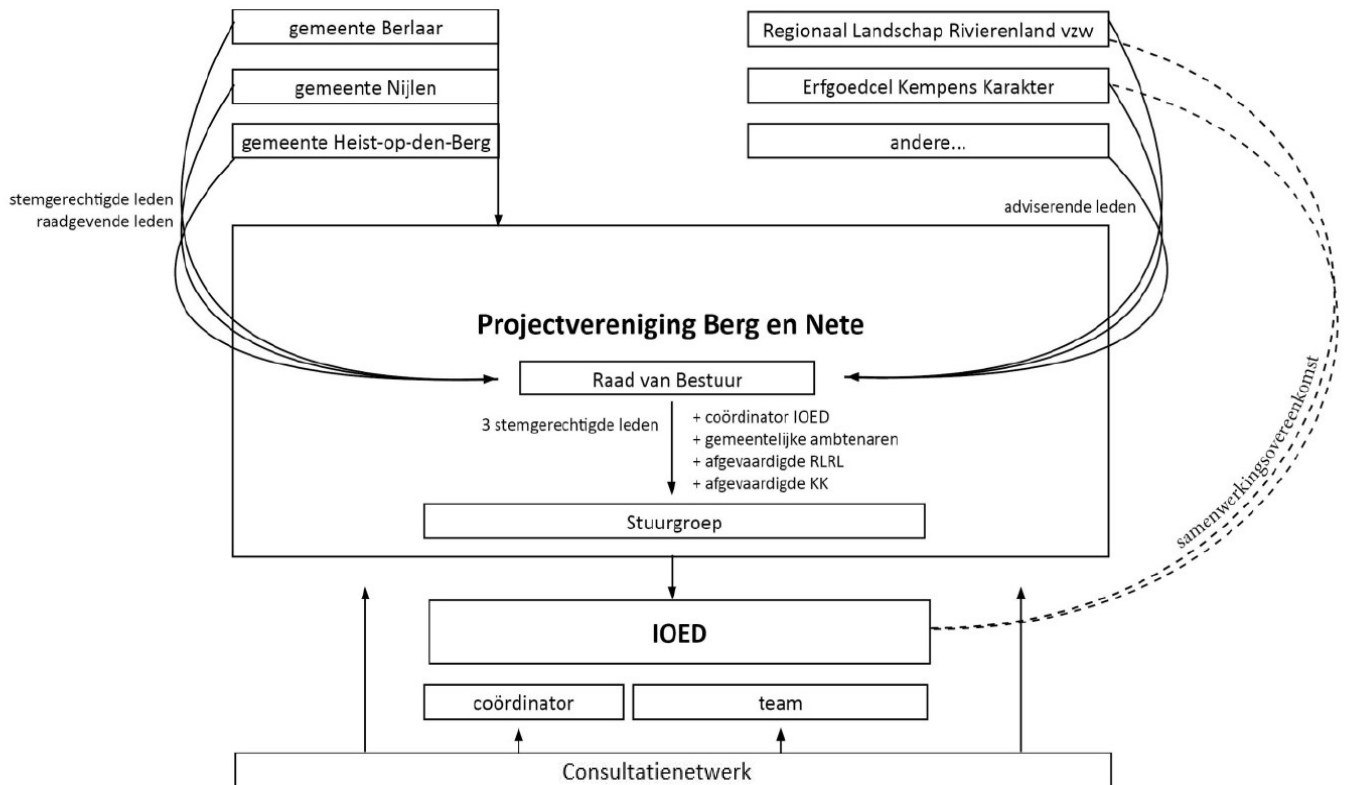 gemeente Berlaar
gemeente Nijlen
gemeente Heist-op-den-Berg
Regionaal Landschap Rivierenland vzw
Erfgoedcel Kempens Karakter
andere...
stemgerechtigde leden
raadgevende leden
adviserende leden
Projectvereniging Berg en Nete
Raad van Bestuur
3 stemgerechtigde leden
+ coördinator IOED
+ gemeentelijke ambtenaren
+ afgevaardigde RLRL
+ afgevaardigde KK
Stuurgroep
samenwerkingsovereenkomst
IOED
coördinator
team
Consultatienetwerk